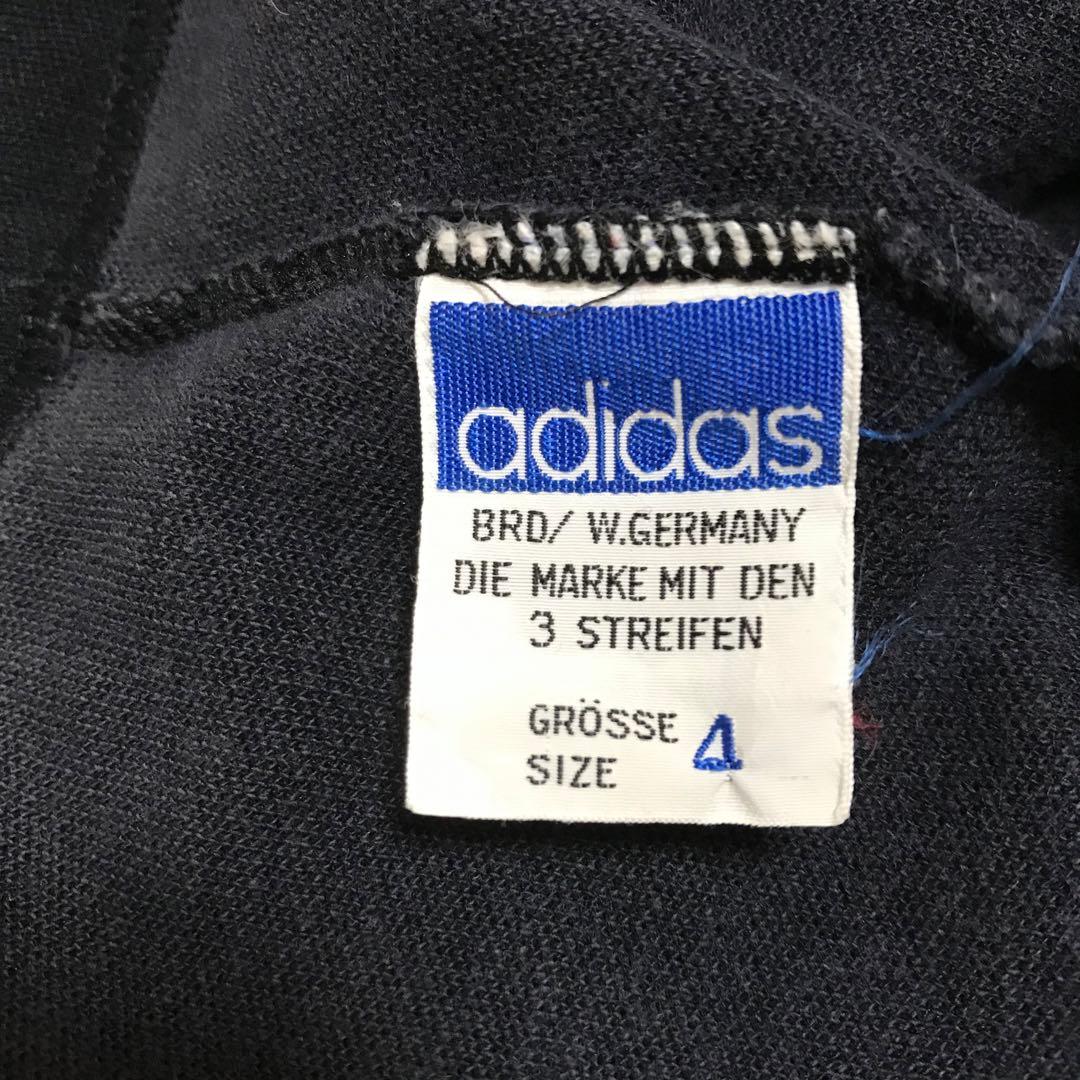 adidas
BRD/ W.GERMANY
DIE MARKE MIT DEN
3 STREIFEN
GRÖSSE 4
SIZE